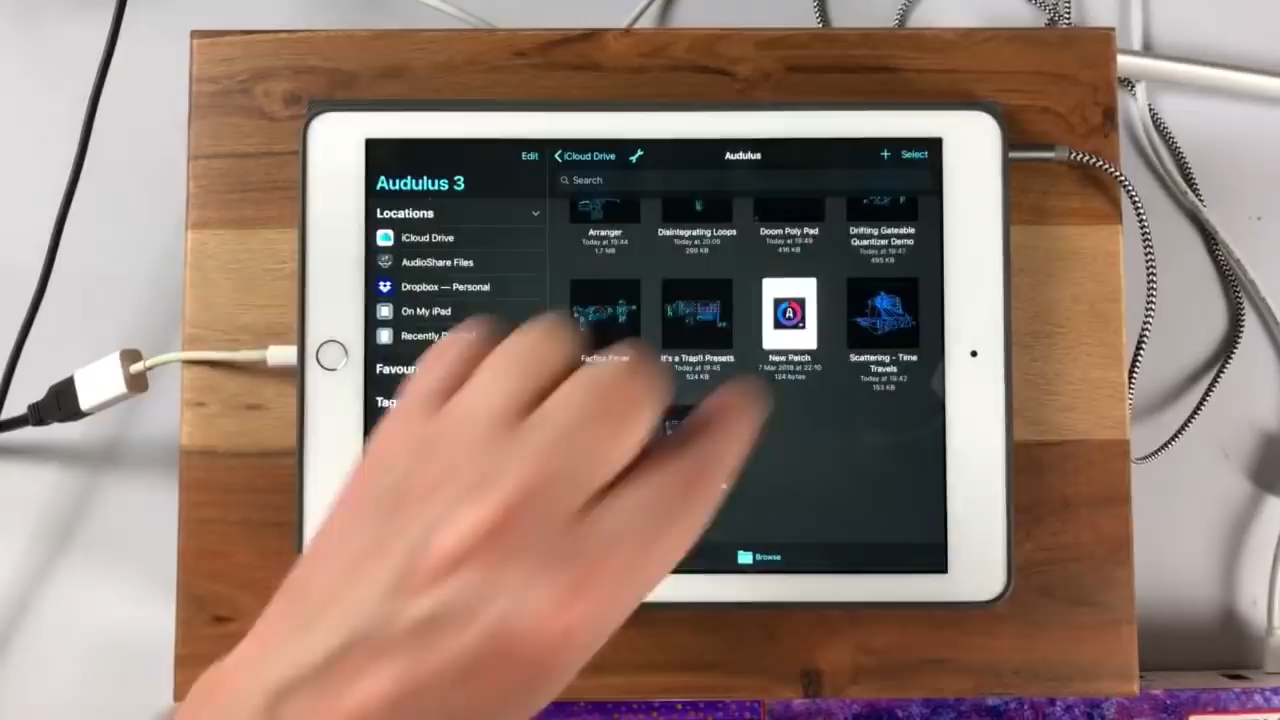 Edit
iCloud Drive
Audulus
+
Select
Audulus 3
Search
Locations
iCloud Drive
AudioShare Files
Dropbox — Personal
On My iPad
Recently
Favour
Tag
Arranger
Today at 19:44
1.7 MB
Disintegrating Loops
Today at 20:05
289 KB
Doom Poly Pad
Today at 19:49
416 KB
Drifting Gateable
Quantizer Demo
Today at 19:47
495 KB
It's a Trap!! Presets
Today at 19:45
524 KB
A
New Patch
7 Mar 2018 at 22:10
124 bytes
Scattering - Time
Travels
Today at 19:42
153 KB
Browse